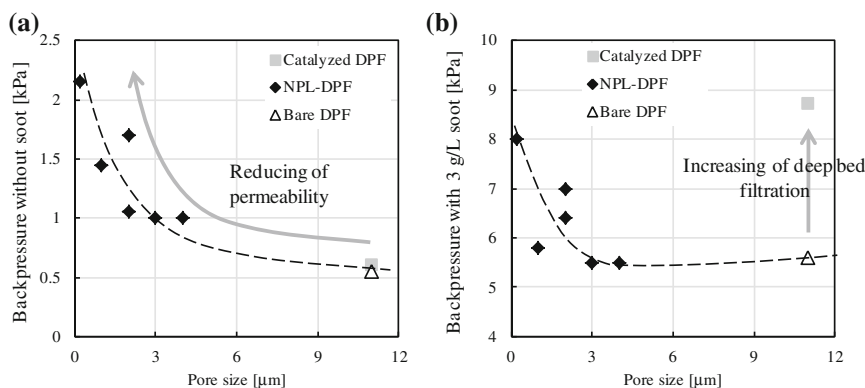 (a)
2.5
2
1.5
1
0.5
0
Backpressure without soot [kPa]
Catalyzed DPF
NPL-DPF
Bare DPF
Reducing of
permeability
0 3 6 9 12
Pore size [μm]
(b)
10
9
8
7
6
5
4
Backpressure with 3 g/L soot [kPa]
Catalyzed DPF
NPL-DPF
Bare DPF
Increasing of deep bed
filtration
0 3 6 9 12
Pore size [μm]